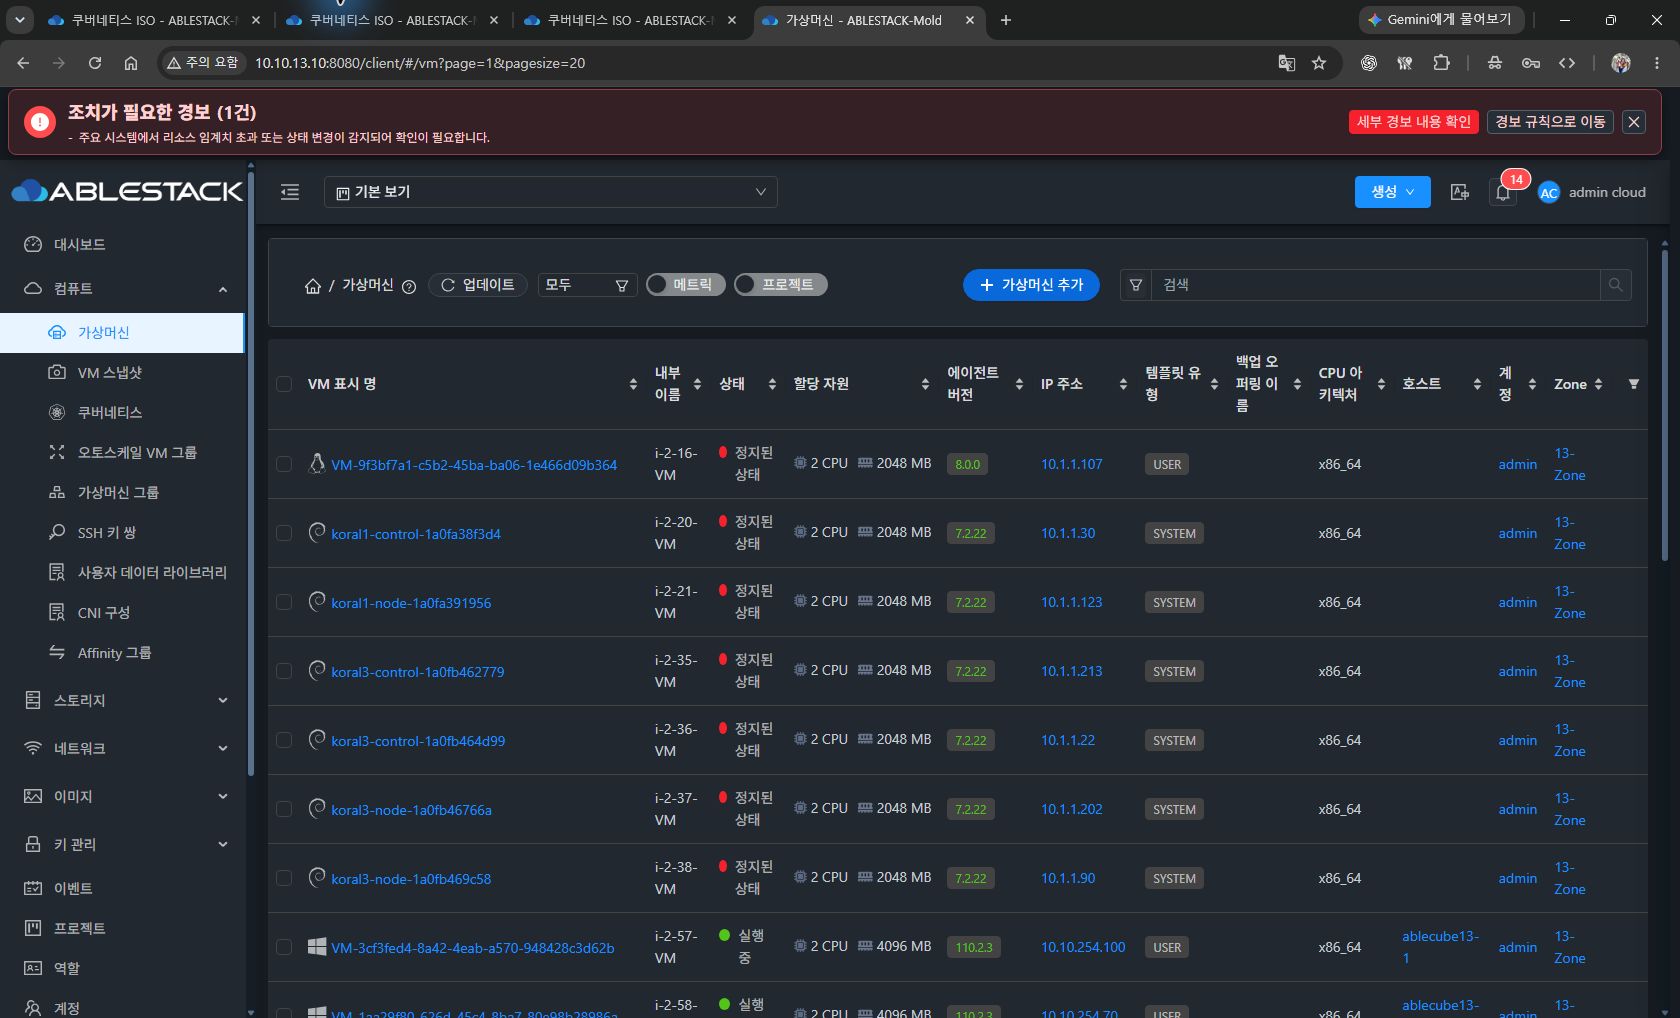 쿠버네티스 ISO - ABLESTACK-M
쿠버네티스 ISO - ABLESTACK-M
쿠버네티스 ISO - ABLESTACK-M
가상머신 - ABLESTACK-Mold
Gemini에게 물어보기
주의 요함
10.10.13.10:8080/client/#/vm?page=1&pagesize=20
조치가 필요한 경보 (1건)
- 주요 시스템에서 리소스 임계치 초과 또는 상태 변경이 감지되어 확인이 필요합니다.
세부 경보 내용 확인
경보 규칙으로 이동
ABLESTACK
기본 보기
생성
14
AC
admin cloud
대시보드
컴퓨트
가상머신
VM 스냅샷
쿠버네티스
오토스케일 VM 그룹
가상머신 그룹
SSH 키 쌍
사용자 데이터 라이브러리
CNI 구성
Affinity 그룹
스토리지
네트워크
이미지
키 관리
이벤트
프로젝트
역할
계정
/ 가상머신
업데이트
모두
메트릭
프로젝트
가상머신 추가
검색
VM 표시 명
내부
이름
상태
할당 자원
에이전트
버전
IP 주소
템플릿 유
형
백업 오
퍼링 이
름
CPU 아
키텍처
호스트
계
정
Zone
VM-9f3bf7a1-c5b2-45ba-ba06-1e466d09b364
i-2-16-
VM
정지된
상태
2 CPU 2048 MB
8.0.0
10.1.1.107
USER
x86_64
admin
13-
Zone
koral1-control-1a0fa38f3d4
i-2-20-
VM
정지된
상태
2 CPU 2048 MB
7.2.22
10.1.1.30
SYSTEM
x86_64
admin
13-
Zone
koral1-node-1a0fa391956
i-2-21-
VM
정지된
상태
2 CPU 2048 MB
7.2.22
10.1.1.123
SYSTEM
x86_64
admin
13-
Zone
koral3-control-1a0fb462779
i-2-35-
VM
정지된
상태
2 CPU 2048 MB
7.2.22
10.1.1.213
SYSTEM
x86_64
admin
13-
Zone
koral3-control-1a0fb464d99
i-2-36-
VM
정지된
상태
2 CPU 2048 MB
7.2.22
10.1.1.22
SYSTEM
x86_64
admin
13-
Zone
koral3-node-1a0fb46766a
i-2-37-
VM
정지된
상태
2 CPU 2048 MB
7.2.22
10.1.1.202
SYSTEM
x86_64
admin
13-
Zone
koral3-node-1a0fb469c58
i-2-38-
VM
정지된
상태
2 CPU 2048 MB
7.2.22
10.1.1.90
SYSTEM
x86_64
admin
13-
Zone
VM-3cf3fed4-8a42-4eab-a570-948428c3d62b
i-2-57-
VM
실행
중
2 CPU 4096 MB
110.2.3
10.10.254.100
USER
x86_64
ablecube13-
1
admin
13-
Zone
i-2-58-
실행
2 CPU 4096 MB
110.2.3
10.10.254.70
USER
x86_64
ablecube13-
admin
13-